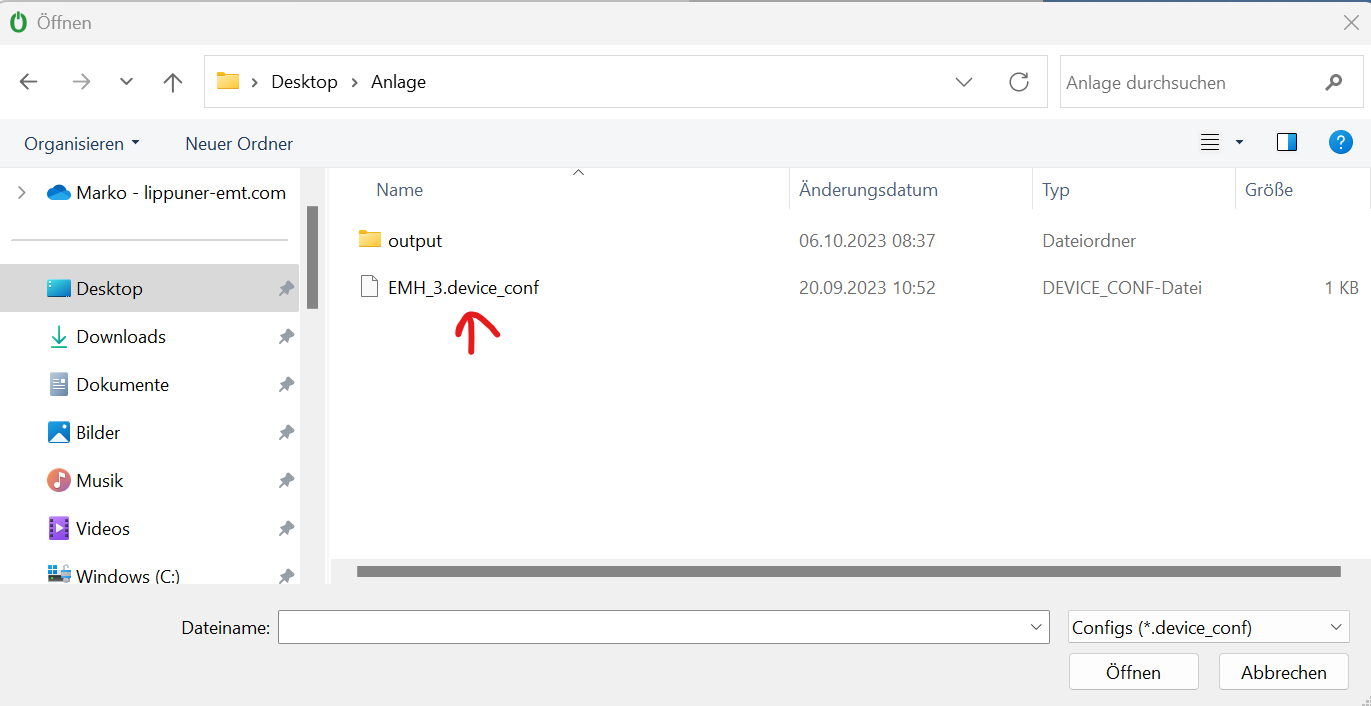 Öffnen
Desktop > Anlage
Anlage durchsuchen
Organisieren
Neuer Ordner
Marko - lippuner-emt.com
Desktop
Downloads
Dokumente
Bilder
Musik
Videos
Windows (C:)
Name Änderungsdatum Typ Größe
output 06.10.2023 08:37 Dateiordner
EMH_3.device_conf 20.09.2023 10:52 DEVICE_CONF-Datei 1 KB
Dateiname:
Configs (*.device_conf)
Öffnen
Abbrechen